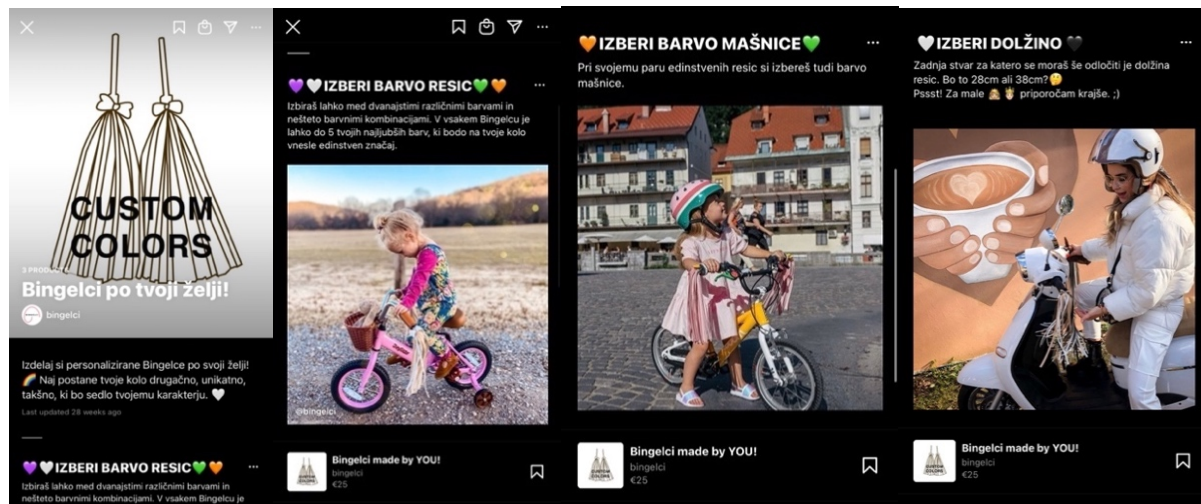 CUSTOM
COLORS
3 PRODUCTS
Bingelci po tvoji želji!
bingelci
Izdelaj si personalizirane Bingelce po svoji želji!
🌈 Naj postane tvoje kolo drugačno, unikatno,
takšno, ki bo sedlo tvojemu karakterju. 🤍
Last updated 28 weeks ago
💜🤍IZBERI BARVO RESIC💚🧡
Izbiraš lahko med dvanajstimi različnimi barvami in
nešteto barvnimi kombinacijami. V vsakem Bingelcu je
💜🤍IZBERI BARVO RESIC💚🧡
Izbiraš lahko med dvanajstimi različnimi barvami in
nešteto barvnimi kombinacijami. V vsakem Bingelcu je
lahko do 5 tvojih najljubših barv, ki bodo na tvoje kolo
vnesle edinstven značaj.
@bingelci
Bingelci made by YOU!
bingelci
€25
🧡IZBERI BARVO MAŠNICE💚
Pri svojemu paru edinstvenih resic si izbereš tudi barvo
mašnice.
Bingelci made by YOU!
bingelci
€25
🤍IZBERI DOLŽINO🖤
Zadnja stvar za katero se moraš še odločiti je dolžina
resic. Bo to 28cm ali 38cm?🤔
Pssst! Za male 🙈 🤴 priporočam krajše. ;)
CUSTOM
COLORS
Bingelci made by YOU!
bingelci
€25